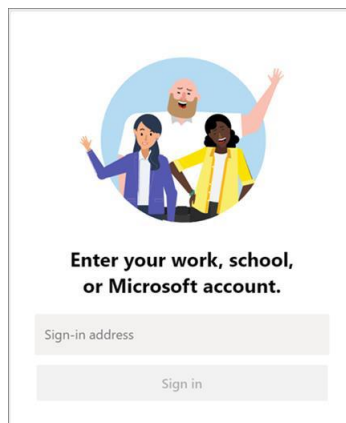 Enter your work, school,
or Microsoft account.
Sign-in address
Sign in